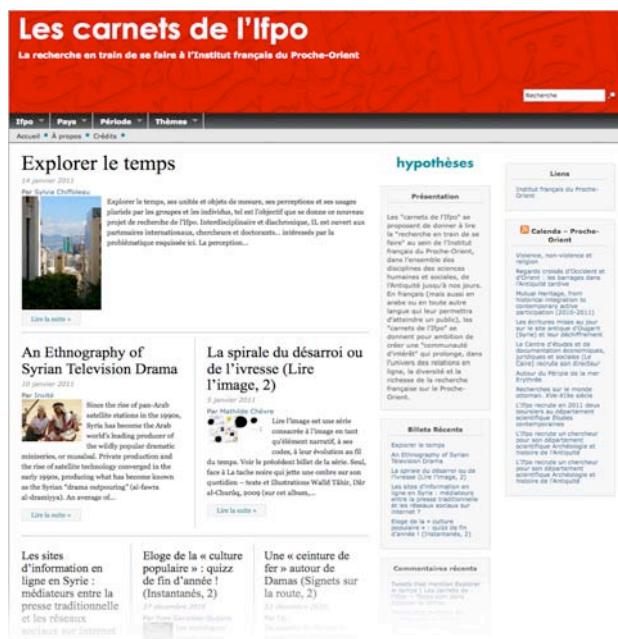 Les carnets de l'Ifpo
La recherche en train de se faire à l'Institut français du Proche-Orient
Recherche
Ifpo Pays Période Thèmes
Accueil À propos Crédits
Explorer le temps
14 janvier 2011
Par Sylvia Chiffoleau
Explorer le temps, ses unités et objets de mesure, ses perceptions et ses usages
pluriels par les groupes et les individus, tel est l'objectif que se donne ce nouveau
projet de recherche de l'Ifpo. Interdisciplinaire et diachronique, IL est ouvert aux
partenaires internationaux, chercheurs et doctorants... intéressés par la
problématique esquissée ici. La perception...
Lire la suite »
An Ethnography of
Syrian Television Drama
10 janvier 2011
Par Invité
Since the rise of pan-Arab
satellite stations in the 1990s,
Syria has become the Arab
world's leading producer of
the wildly popular dramatic
miniseries, or musalsal. Private production and
the rise of satellite technology converged in the
early 1990s, producing what has become known
as the Syrian "drama outpouring" (al-fawra
al-dramiyya). An average of...
Lire la suite »
La spirale du désarroi ou
de l'ivresse (Lire
l'image, 2)
5 janvier 2011
Par Mathilde Chèvre
Lire l'image est une série
consacrée à l'image en tant
qu'élément narratif, à ses
codes, à leur évolution au fil
du temps. Voir le précédent billet de la série. Seul,
face à La tache noire qui jette une ombre sur son
quotidien – texte et illustrations Walîd Tâhir, Dâr
al-Churûq, 2009 (sur cet album,...
Lire la suite »
Les sites
d'information en
ligne en Syrie :
médiateurs entre la
presse traditionnelle
et les réseaux
sociaux sur internet
Eloge de la « culture
populaire » : quizz
de fin d'année !
(Instantanés, 2)
27 décembre 2010
Une « ceinture de
fer » autour de
Damas (Signets sur
la route, 2)
hypothèses
Présentation
Les "carnets de l'Ifpo" se
proposent de donner à lire
la "recherche en train de se
faire" au sein de l'Institut
français du Proche-Orient,
dans l'ensemble des
disciplines des sciences
humaines et sociales, de
l'Antiquité jusqu'à nos jours.
En français (mais aussi en
arabe ou en toute autre
langue qui leur permettra
d'atteindre un public), les
"carnets de l'Ifpo" se
donnent pour ambition de
créer une "communauté
d'intérêt" qui prolonge, dans
l'univers des relations en
ligne, la diversité et la
richesse de la recherche
française sur le Proche-
Orient.
Billets Récents
Explorer le temps
An Ethnography of Syrian
Television Drama
La spirale du désarroi ou de
l'ivresse (Lire l'image, 2)
Les sites d'information en
ligne en Syrie : médiateurs
entre la presse traditionnelle
et les réseaux sociaux sur
internet ?
Eloge de la « culture
populaire » : quizz de fin
d'année ! (Instantanés, 2)
Commentaires récents
Tweets that mention Explorer
Liens
Institut français du Proche-
Orient
Calenda – Proche-
Orient
Violence, non-violence et
religion
Regards croisés d'Occident et
d'Orient : les barrages dans
l'Antiquité tardive
Mutual Heritage, from
historical integration to
contemporary active
participation (2010-2011)
Les écritures mises au jour
sur le site antique d'Ougarit
(Syrie) et leur déchiffrement
Le Centre d'études et de
documentation économiques,
juridiques et sociales (Le
Caire) recrute son directeur
Autour du Périple de la mer
Erythrée
Recherches sur le monde
ottoman. XVe-XIXe siècle
L'Ifpo recrute en 2011 deux
boursiers au département
scientifique Etudes
contemporaines
L'Ifpo recrute un chercheur
pour son département
scientifique Archéologie et
histoire de l'Antiquité
L'Ifpo recrute un chercheur
pour son département
scientifique Archéologie et
histoire de l'Antiquité